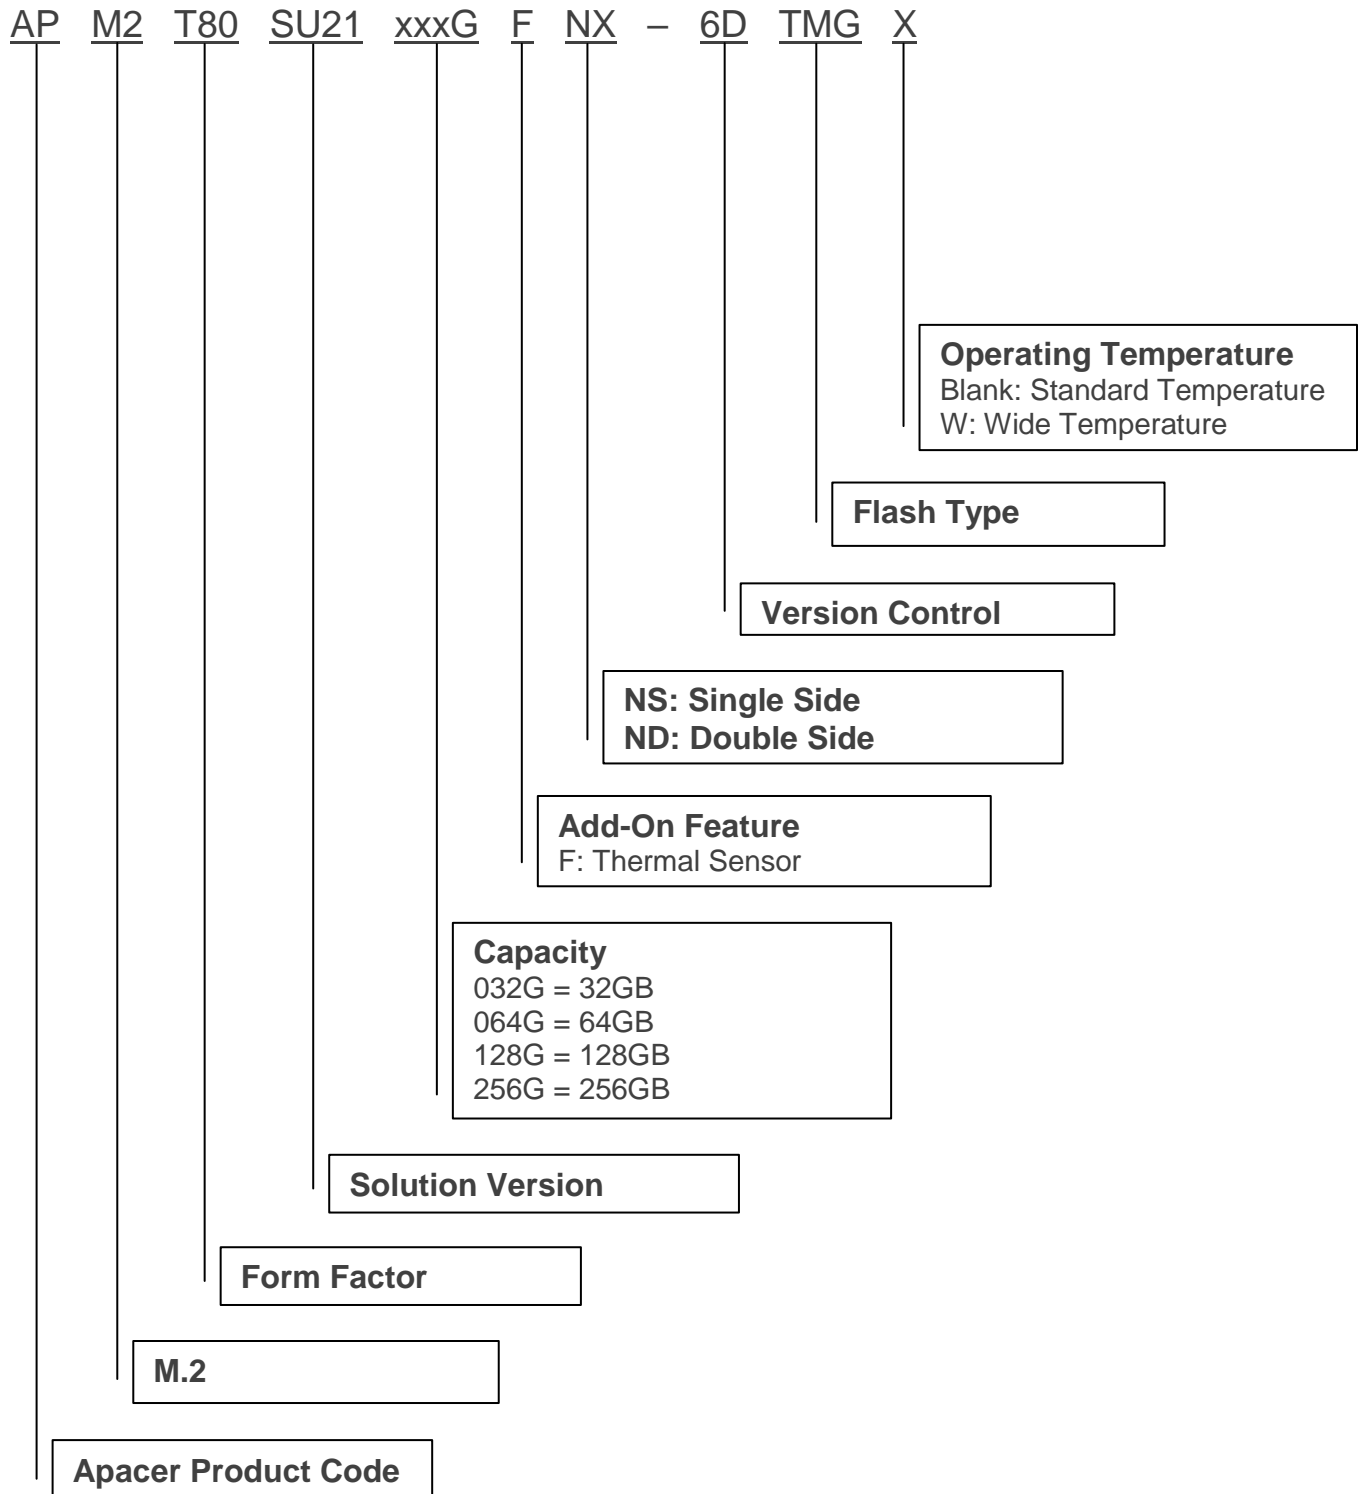 AP M2 T80 SU21 xxxG F NX – 6D TMG X
Operating Temperature
Blank: Standard Temperature
W: Wide Temperature
Flash Type
Version Control
NS: Single Side
ND: Double Side
Add-On Feature
F: Thermal Sensor
Capacity
032G = 32GB
064G = 64GB
128G = 128GB
256G = 256GB
Solution Version
Form Factor
M.2
Apacer Product Code